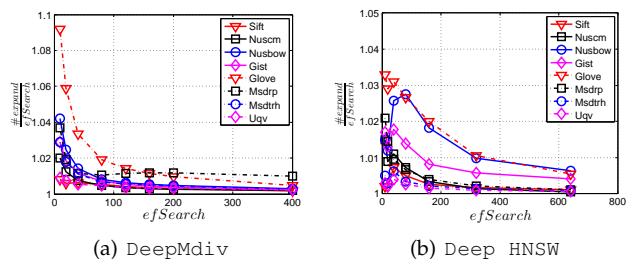 1.1
1.08
1.06
1.04
1.02
1
#expand
efSearch
0 100 200 300 400
efSearch
Sift
Nuscm
Nusbow
Gist
Glove
Msdrp
Msdtrh
Uqv
(a) DeepMdiv
1.05
1.04
1.03
1.02
1.01
1
#expand
efSearch
0 200 400 600 800
efSearch
Sift
Nuscm
Nusbow
Gist
Glove
Msdrp
Msdtrh
Uqv
(b) Deep HNSW